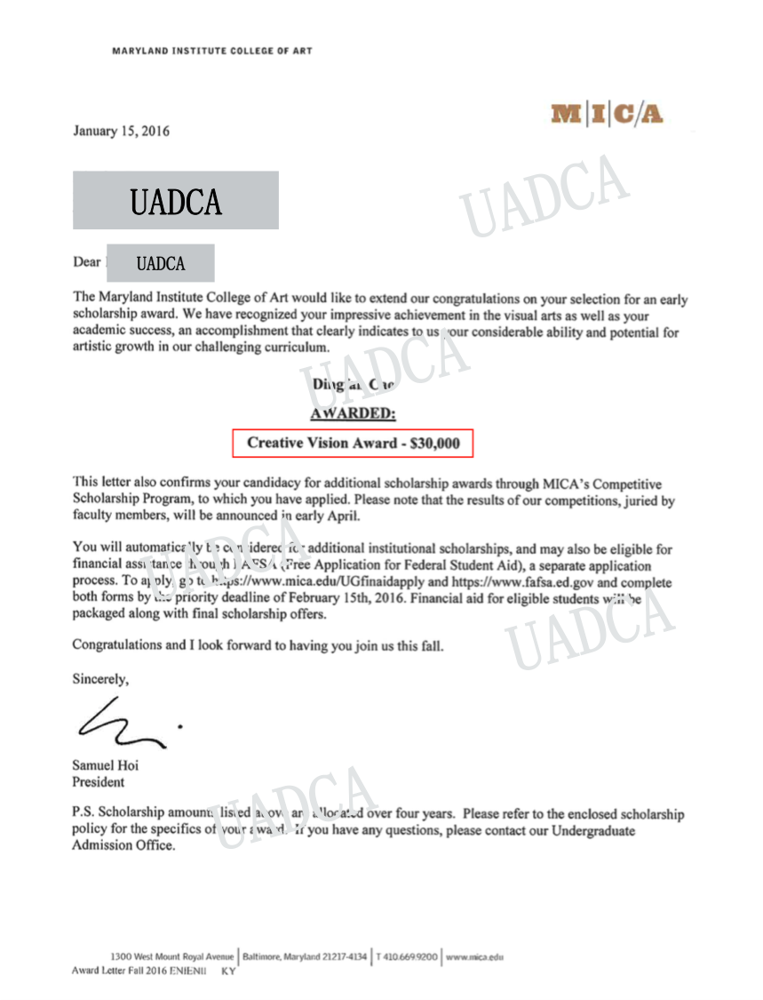 MARYLAND INSTITUTE COLLEGE OF ART
M|I|C/A
January 15, 2016
UADCA
UADCA
Dear
UADCA
The Maryland Institute College of Art would like to extend our congratulations on your selection for an early
scholarship award. We have recognized your impressive achievement in the visual arts as well as your
academic success, an accomplishment that clearly indicates to us your considerable ability and potential for
artistic growth in our challenging curriculum.
UADCA
AWARDED:
Creative Vision Award - $30,000
This letter also confirms your candidacy for additional scholarship awards through MICA's Competitive
Scholarship Program, to which you have applied. Please note that the results of our competitions, juried by
faculty members, will be announced in early April.
UADCA
You will automatically be considered for additional institutional scholarships, and may also be eligible for
financial assistance through FAFSA (Free Application for Federal Student Aid), a separate application
process. To apply, go to https://www.mica.edu/UGfinaidapply and https://www.fafsa.ed.gov and complete
both forms by the priority deadline of February 15th, 2016. Financial aid for eligible students will be
packaged along with final scholarship offers.
UADCA
Congratulations and I look forward to having you join us this fall.
Sincerely,
Samuel Hoi
President
UADCA
P.S. Scholarship amounts listed above are allocated over four years. Please refer to the enclosed scholarship
policy for the specifics of your award. If you have any questions, please contact our Undergraduate
Admission Office.
1300 West Mount Royal Avenue | Baltimore, Maryland 21217-4134 | T 410.669.9200 | www.mica.edu
Award Letter Fall 2016 ENIENII KY